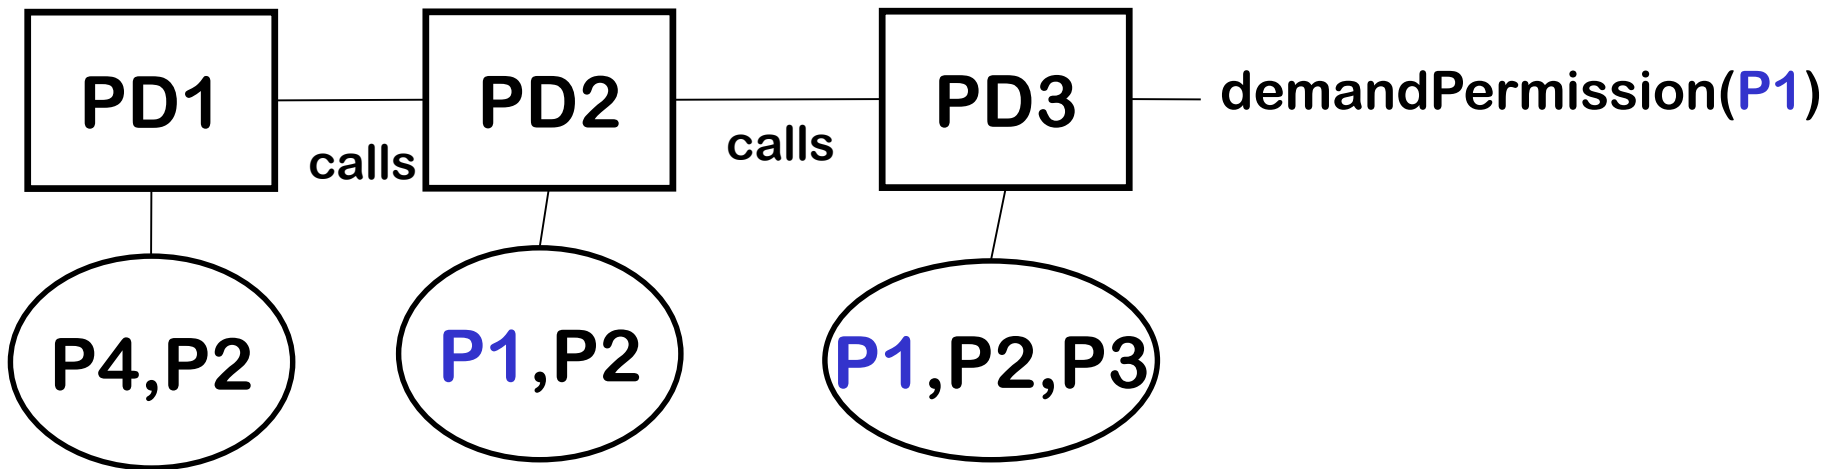 PD1
calls
PD2
calls
PD3
demandPermission(P1)
P4,P2
P1,P2
P1,P2,P3